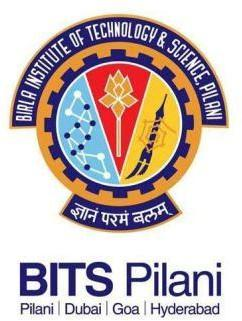 BIRLA INSTITUTE OF TECHNOLOGY & SCIENCE, PILANI
ज्ञानं परमं बलम्
BITS Pilani
Pilani | Dubai | Goa | Hyderabad